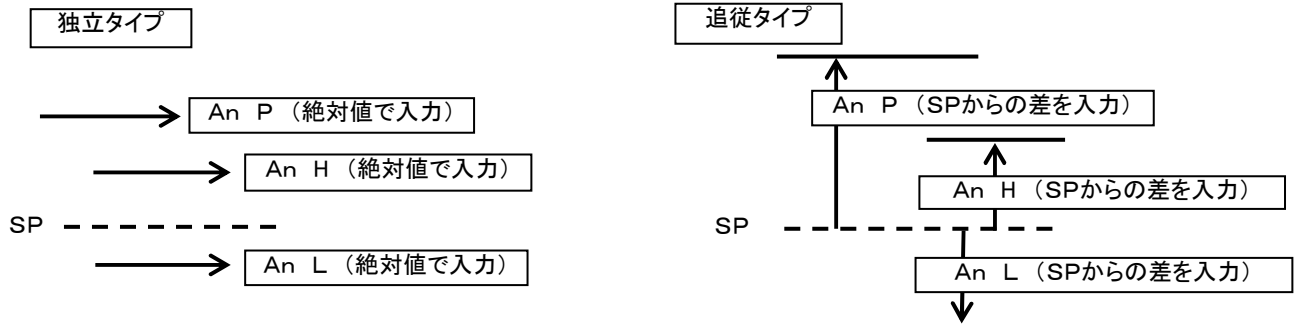 独立タイプ
An P (絶対値で入力)
An H (絶対値で入力)
SP
An L (絶対値で入力)
追従タイプ
An P (SPからの差を入力)
An H (SPからの差を入力)
SP
An L (SPからの差を入力)